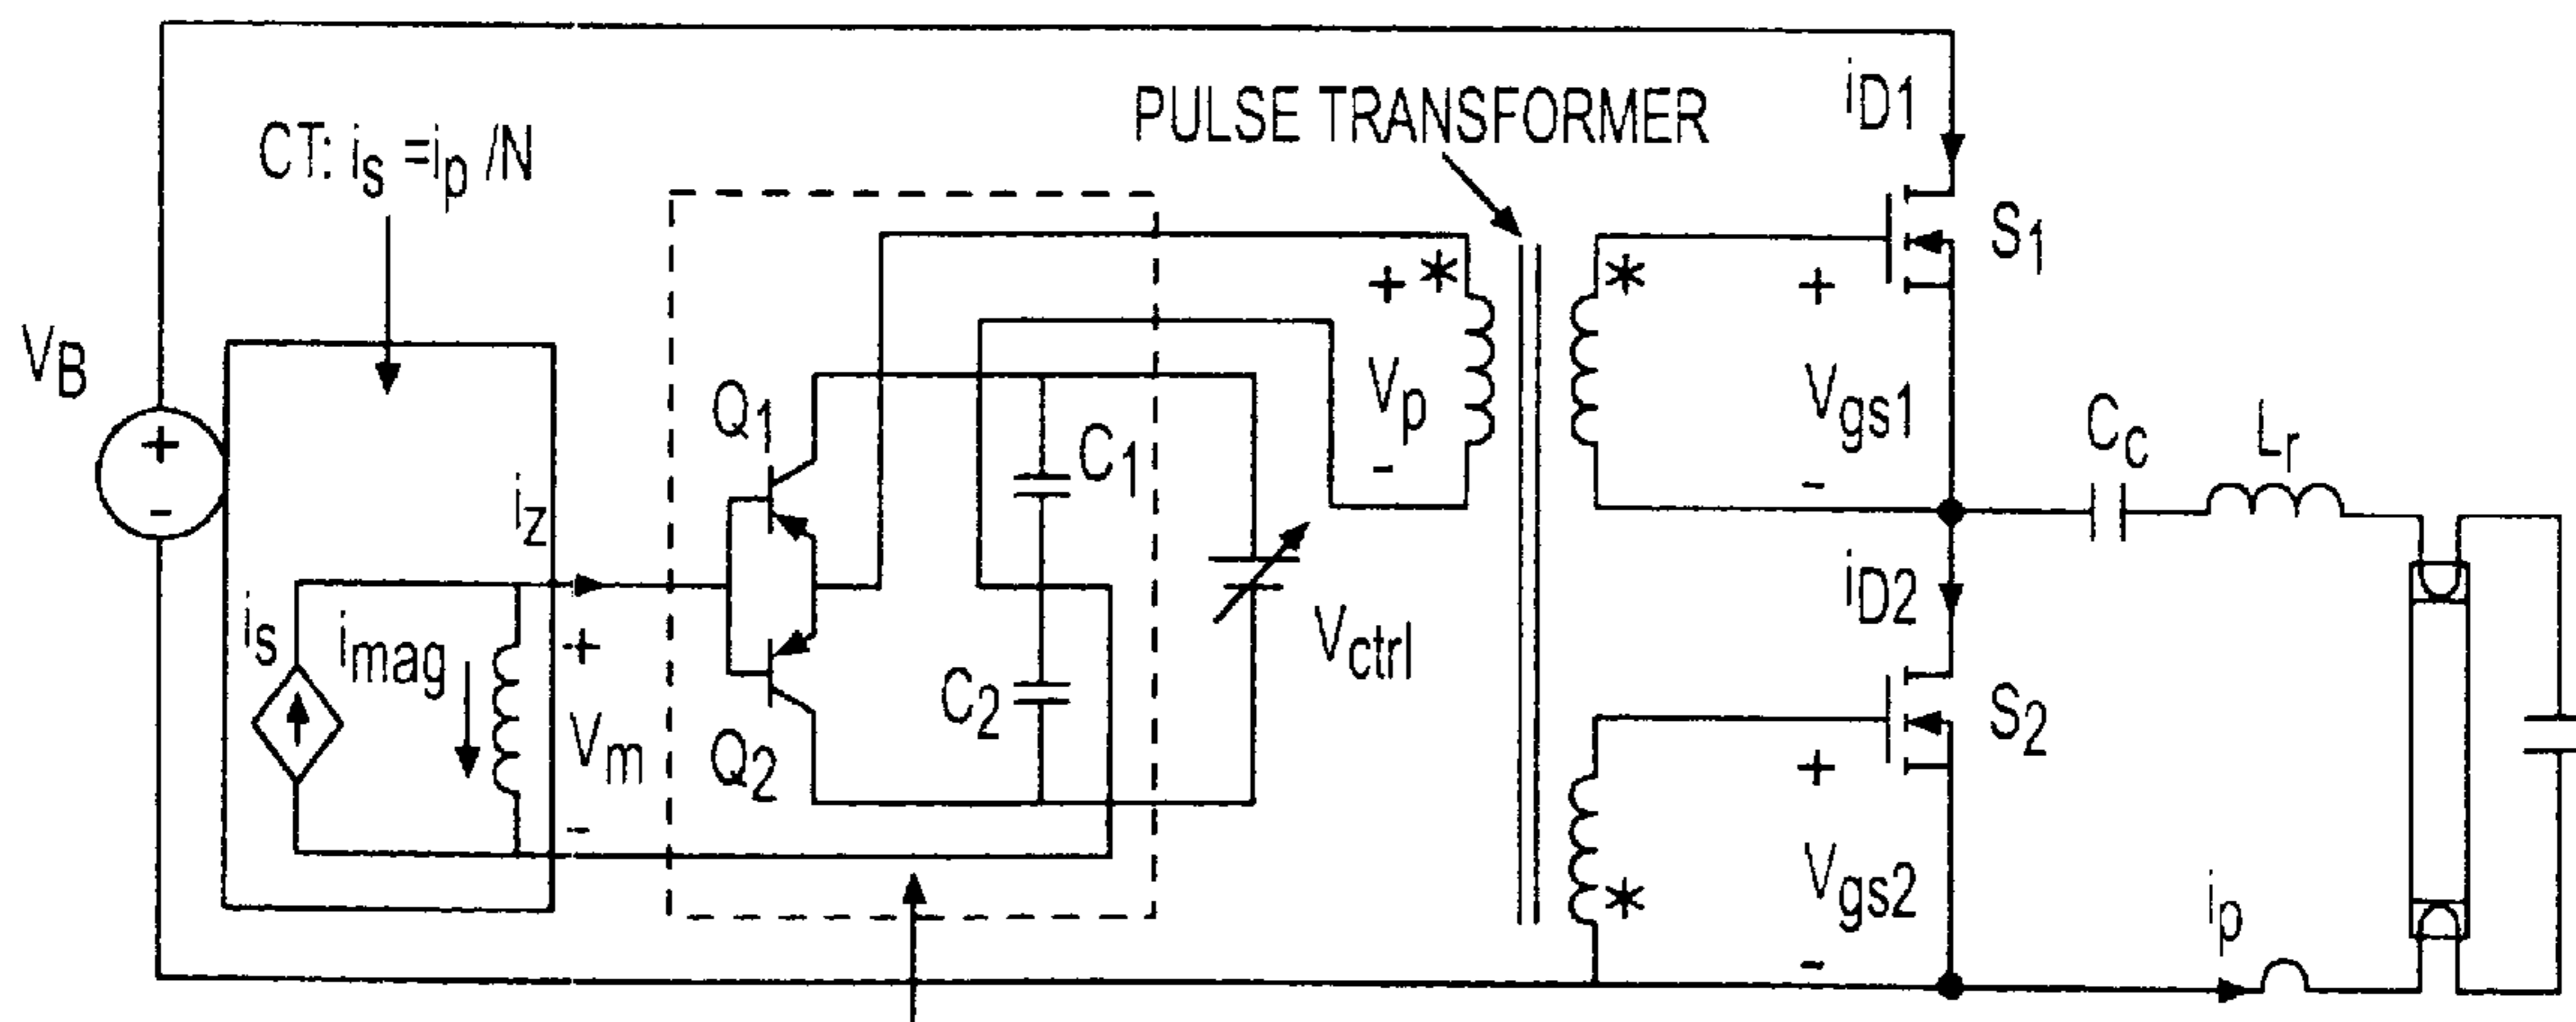 PULSE TRANSFORMER
CT: is =ip /N
iD1
S1
+ *
*
+
VB
+
-
Q1
C1
Vp
-
Vgs1
-
Cc
Lr
iz
is
imag
+
Vm
-
Q2
C2
Vctrl
iD2
S2
+
Vgs2
*
-
ip